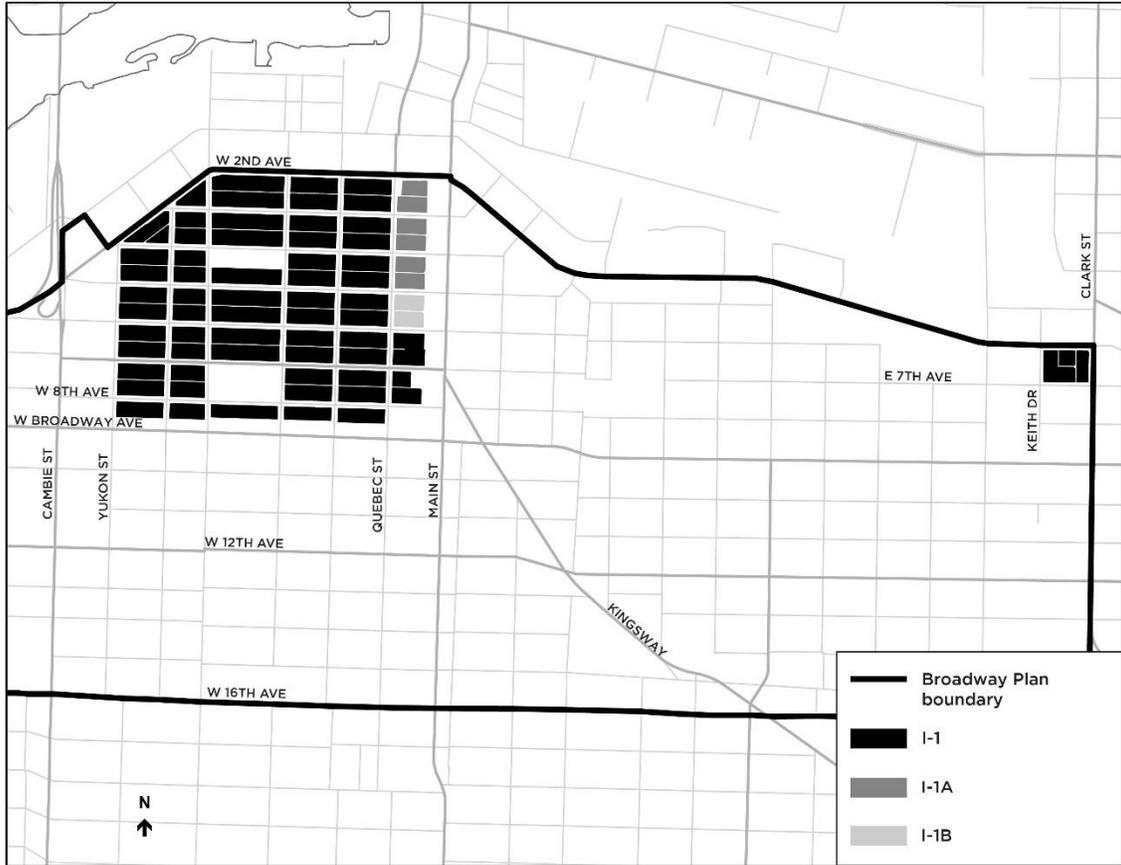 W 2ND AVE
CLARK ST
E 7TH AVE
W 8TH AVE
KEITH DR
W BROADWAY AVE
CAMBIE ST
YUKON ST
QUEBEC ST
MAIN ST
W 12TH AVE
KINGSWAY
W 16TH AVE
Broadway Plan
boundary
I-1
I-1A
I-1B
N